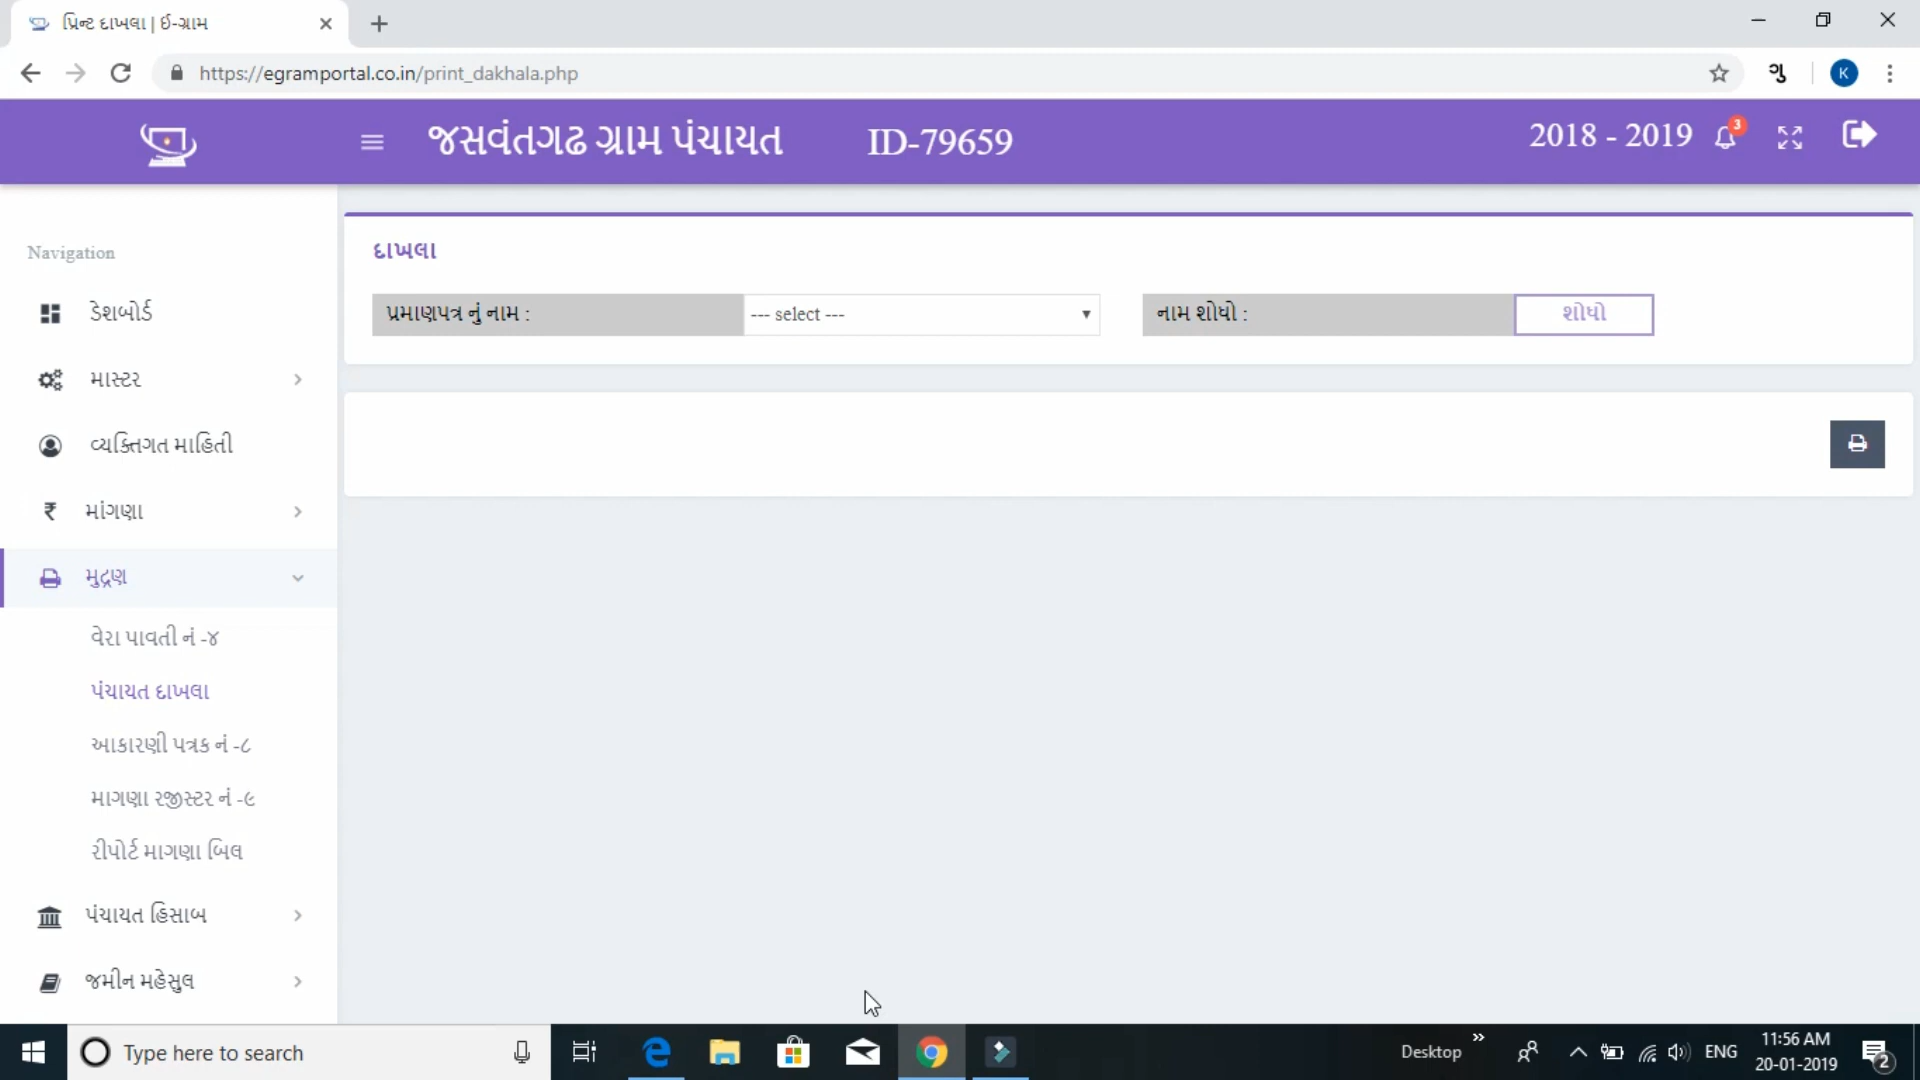 પ્રિન્ટ દાખલા | ઈ-ગ્રામ
https://egramportal.co.in/print_dakhala.php
ગુ
K
જસવંતગઢ ગ્રામ પંચાયત ID-79659 2018 - 2019 3
Navigation
દાખલા
પ્રમાણપત્ર નું નામ : --- select --- નામ શોધો : શોધો
ડેશબોર્ડ
માસ્ટર
વ્યક્તિગત માહિતી
માંગણા
મુદ્રણ
વેરા પાવતી નં -૪
પંચાયત દાખલા
આકારણી પત્રક નં -૮
માગણા રજીસ્ટર નં -૯
રીપોર્ટ માગણા બિલ
પંચાયત હિસાબ
જમીન મહેસુલ
Type here to search
Desktop
ENG
11:56 AM
20-01-2019
2